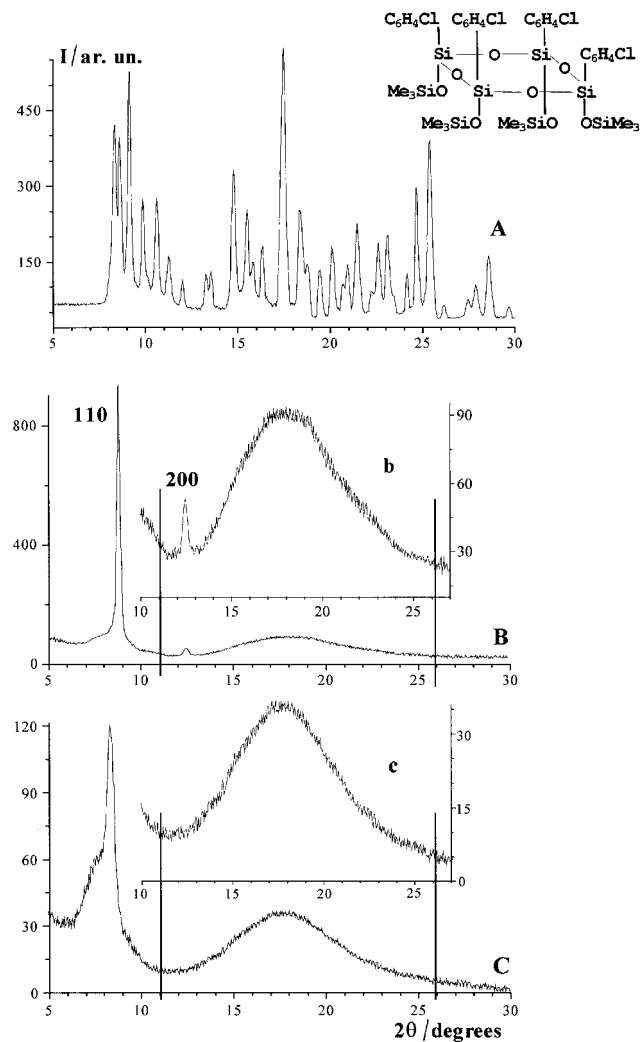 C6H4Cl C6H4Cl C6H4Cl
I/ar. un.
Si O Si C6H4Cl
O O
Me3SiO Si O Si
Me3SiO Me3SiO OSiMe3
450
300
A
150
5 10 15 20 25 30
110
800
90
b
200
60
400
30
10 15 20 25
B
0
5 10 15 20 25 30
120
30
c
90
15
60
0
10 15 20 25
30
C
0
5 10 15 20 25 30
2θ/degrees